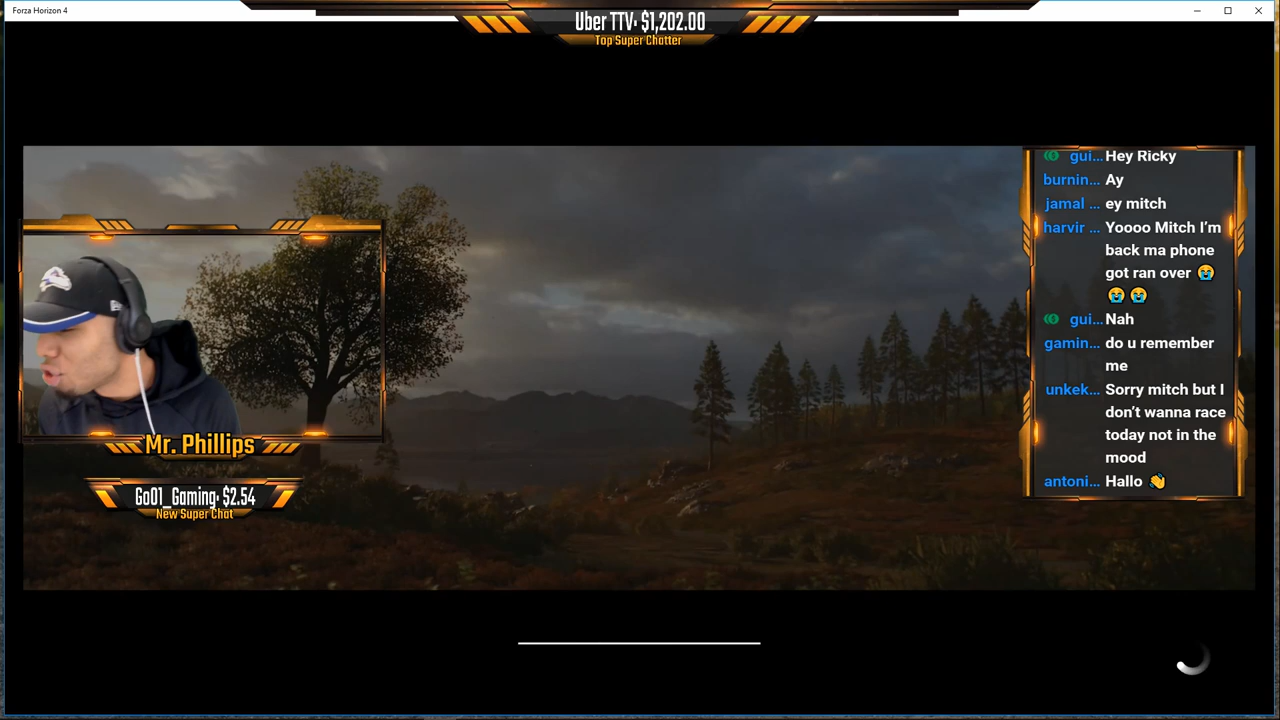 Forza Horizon 4
Uber TTV: $1,202.00
Top Super Chatter
gui... Hey Ricky
burnin... Ay
jamal ... ey mitch
harvir ... Yoooo Mitch I'm
back ma phone
got ran over 😭
😭 😭
gui... Nah
gamin... do u remember
me
unkek... Sorry mitch but I
don't wanna race
today not in the
mood
antoni... Hallo 👋
Mr. Phillips
Go01_Gaming: $2.54
New Super Chat